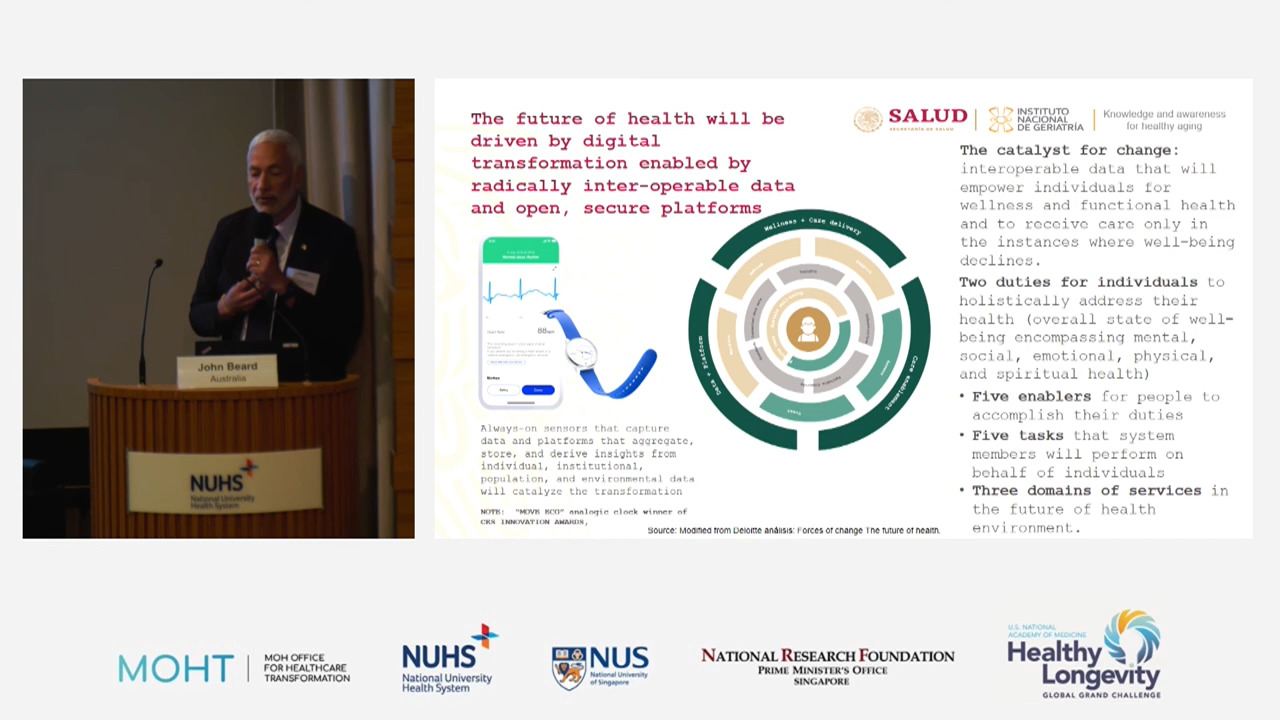 John Beard
Australia
NUHS
National University
Health System
The future of health will be
driven by digital
transformation enabled by
radically inter-operable data
and open, secure platforms
SALUD
SECRETARÍA DE SALUD
INSTITUTO
NACIONAL
DE GERIATRÍA
Knowledge and awareness
for healthy aging
88
Always-on sensors that capture
data and platforms that aggregate,
store, and derive insights from
individual, institutional,
population, and environmental data
will catalyze the transformation
NOTE: "MOVE ECG" analogic clock winner of
CES INNOVATION AWARDS,
Wellness + Care delivery
Data + Platform
Care enablement
The catalyst for change:
interoperable data that will
empower individuals for
wellness and functional health
and to receive care only in
the instances where well-being
declines.
Two duties for individuals to
holistically address their
health (overall state of well-
being encompassing mental,
social, emotional, physical,
and spiritual health)
• Five enablers for people to
accomplish their duties
• Five tasks that system
members will perform on
behalf of individuals
• Three domains of services in
the future of health
environment.
Source: Modified from Deloitte análisis: Forces of change The future of health.
MOHT
MOH OFFICE
FOR HEALTHCARE
TRANSFORMATION
NUHS
National University
Health System
NUS
National University
of Singapore
NATIONAL RESEARCH FOUNDATION
PRIME MINISTER'S OFFICE
SINGAPORE
U.S. NATIONAL
ACADEMY OF MEDICINE
Healthy
Longevity
GLOBAL GRAND CHALLENGE